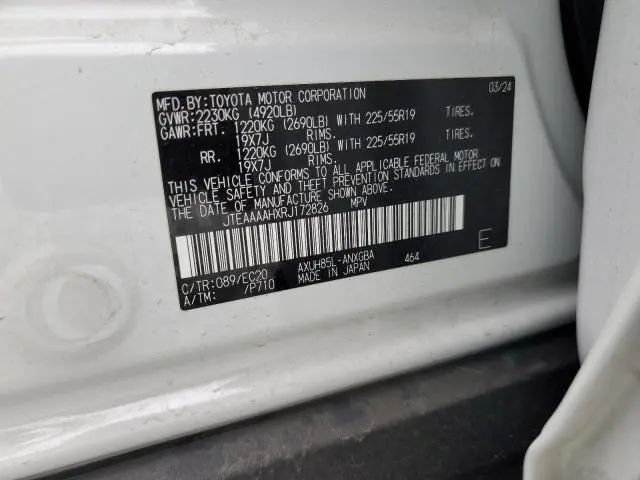 MFD.BY:TOYOTA MOTOR CORPORATION 03/24
GVWR:2230KG (4920LB)
GAWR:FRT. 1220KG (2690LB) WITH 225/55R19 TIRES.
19X7J RIMS.
RR. 1220KG (2690LB) WITH 225/55R19 TIRES.
19X7J RIMS.
THIS VEHICLE CONFORMS TO ALL APPLICABLE FEDERAL MOTOR
VEHICLE SAFETY AND THEFT PREVENTION STANDARDS IN EFFECT ON
THE DATE OF MANUFACTURE SHOWN ABOVE.
JTEAAAAHXRJ172826 MPV
E
C/TR:089/EC20 AXUH85L-ANXGBA 464
A/TM: /P710 MADE IN JAPAN